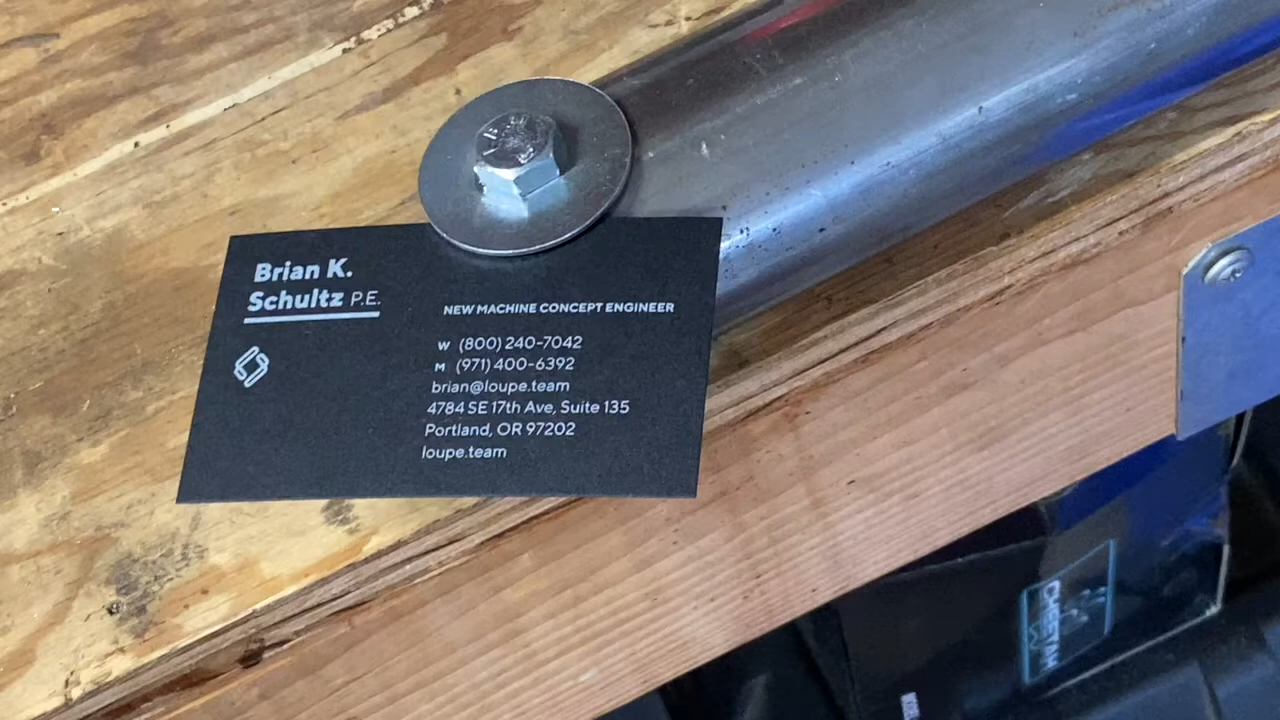 Brian K.
Schultz P.E.
NEW MACHINE CONCEPT ENGINEER
W (800) 240-7042
M (971) 400-6392
brian@loupe.team
4784 SE 17th Ave, Suite 135
Portland, OR 97202
loupe.team
CHEETAH